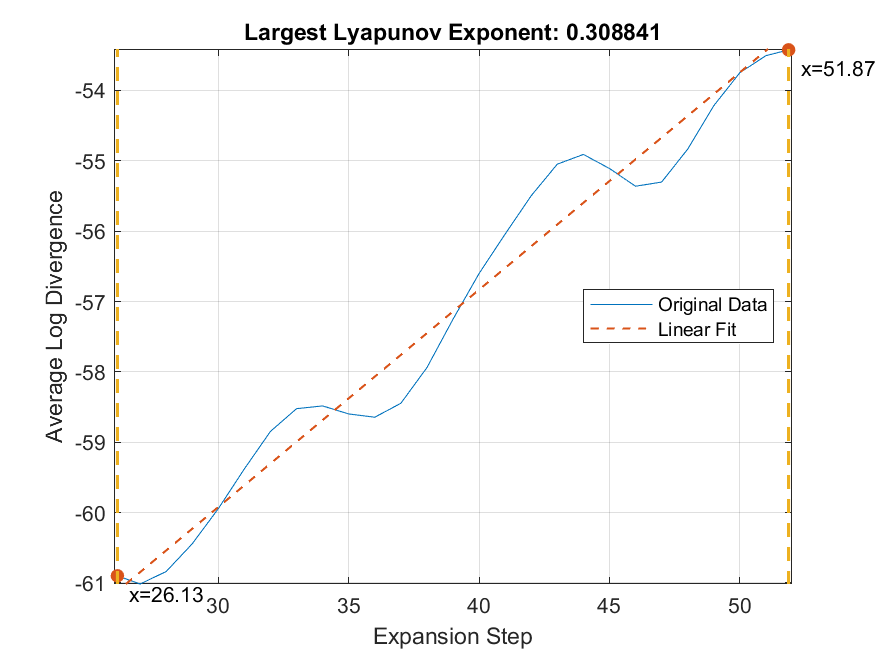 Largest Lyapunov Exponent: 0.308841
x=51.87
-54
-55
-56
-57
-58
-59
-60
-61
Average Log Divergence
Original Data
Linear Fit
x=26.13
30
35
40
45
50
Expansion Step